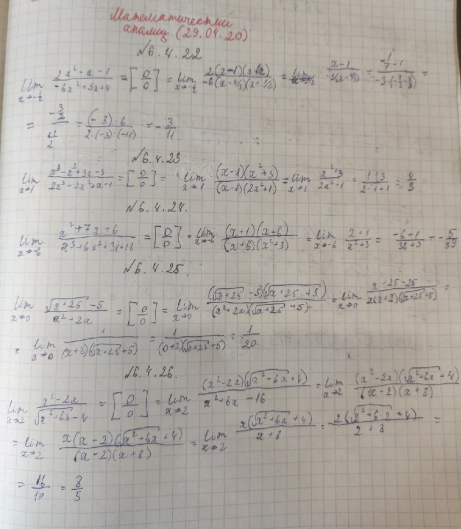 Математический
анализ (29.04.20)
№6.4.22
lim x→-½ (2x²-x-1)/(-6x²+5x+4) = [0/0] = lim x→-½ 2(x-1)(x+½)/(-6(x-4/3)(x+½)) = lim (x-1)/(-3(x-4/3)) = (-½-1)/(-3·(-½-4/3)) =
= (-3/2)/(11/2) = (-3)·6/(2·(-3)·(-11)) = -3/11
№6.4.23
lim x→1 (x³-x²+3x-3)/(2x³-2x²+x-1) = [0/0] = lim x→1 (x-1)(x²+3)/((x-1)(2x²+1)) = lim x→1 (x²+3)/(2x²+1) = (1+3)/(2·1+1) = 4/3
№6.4.24.
lim x→-6 (x²+7x+6)/(x³+6x²+3x+18) = [0/0] = lim x→-6 (x+1)(x+6)/((x+6)(x²+3)) = lim x→-6 (x+1)/(x²+3) = (-6+1)/(36+3) = -5/39
№6.4.25.
lim x→0 (√(x+25)-5)/(x²+2x) = [0/0] = lim x→0 (√(x+25)-5)(√(x+25)+5)/((x²+2x)(√(x+25)+5)) = lim x→0 (x+25-25)/(x(x+2)(√(x+25)+5)) =
= lim x→0 1/((x+2)(√(x+25)+5)) = 1/((0+2)(√(0+25)+5)) = 1/20
№6.4.26.
lim x→2 (x²-2x)/(√(x²+6x)-4) = [0/0] = lim x→2 (x²-2x)(√(x²+6x)+4)/(x²+6x-16) = lim x→2 (x²-2x)(√(x²+6x)+4)/((x-2)(x+8))
= lim x→2 x(x-2)(√(x²+6x)+4)/((x-2)(x+8)) = lim x→2 x(√(x²+6x)+4)/(x+8) = 2(√(2²+6·2)+4)/(2+8) =
= 16/10 = 8/5